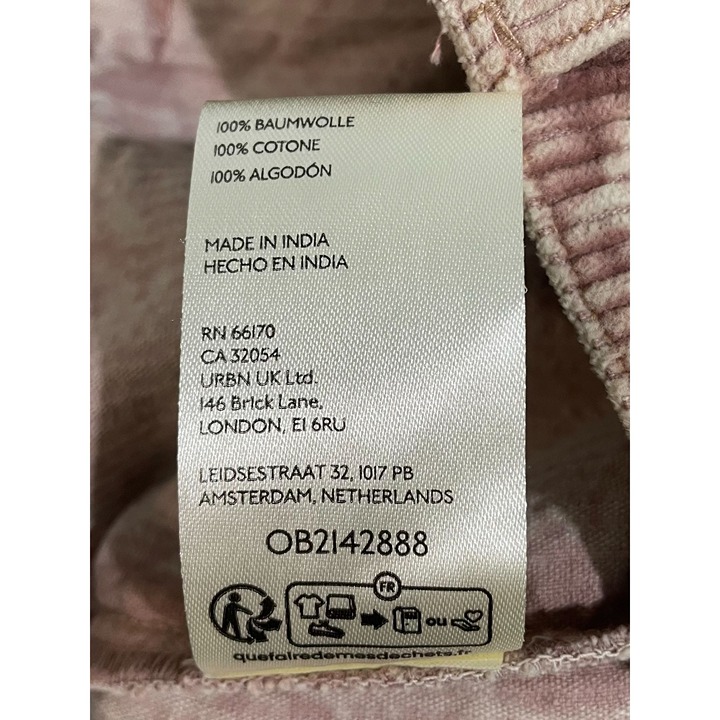 100% BAUMWOLLE
100% COTONE
100% ALGODÓN
MADE IN INDIA
HECHO EN INDIA
RN 66170
CA 32054
URBN UK Ltd.
146 Brick Lane,
LONDON, E1 6RU
LEIDSESTRAAT 32, 1017 PB
AMSTERDAM, NETHERLANDS
OB2142888
FR
ou
quefairedemesdechets.fr